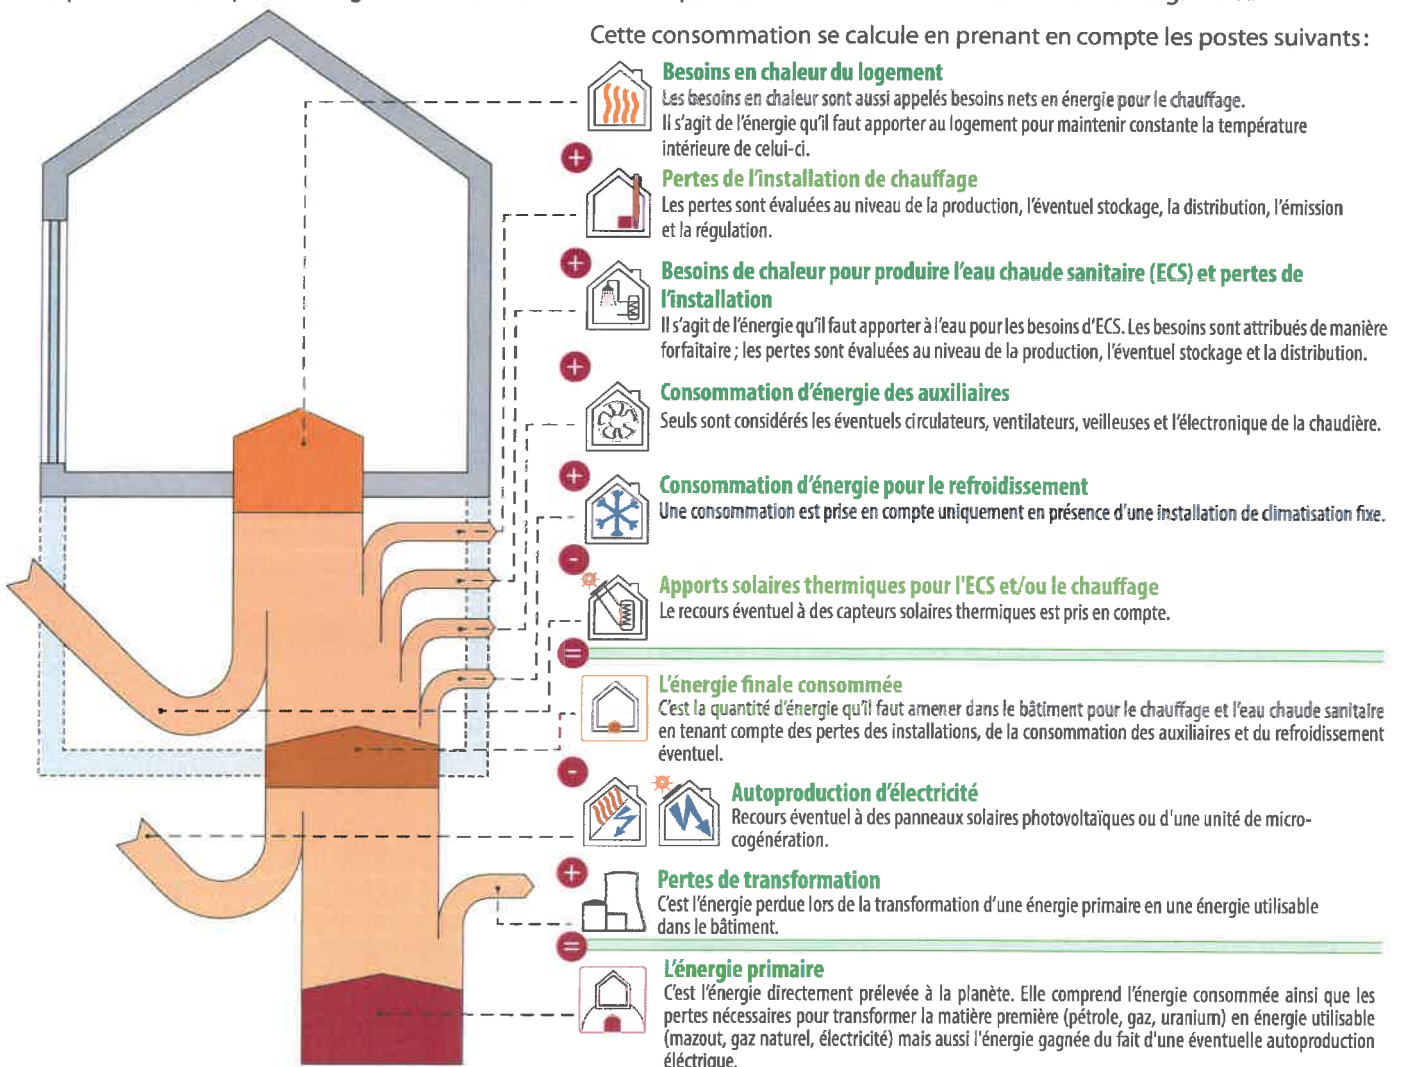 Cette consommation se calcule en prenant en compte les postes suivants:
Besoins en chaleur du logement
Les besoins en chaleur sont aussi appelés besoins nets en énergie pour le chauffage.
Il s'agit de l'énergie qu'il faut apporter au logement pour maintenir constante la température
intérieure de celui-ci.
+
Pertes de l'installation de chauffage
Les pertes sont évaluées au niveau de la production, l'éventuel stockage, la distribution, l'émission
et la régulation.
+
Besoins de chaleur pour produire l'eau chaude sanitaire (ECS) et pertes de
l'installation
Il s'agit de l'énergie qu'il faut apporter à l'eau pour les besoins d'ECS. Les besoins sont attribués de manière
forfaitaire ; les pertes sont évaluées au niveau de la production, l'éventuel stockage et la distribution.
+
Consommation d'énergie des auxiliaires
Seuls sont considérés les éventuels circulateurs, ventilateurs, veilleuses et l'électronique de la chaudière.
+
Consommation d'énergie pour le refroidissement
Une consommation est prise en compte uniquement en présence d'une installation de climatisation fixe.
-
Apports solaires thermiques pour l'ECS et/ou le chauffage
Le recours éventuel à des capteurs solaires thermiques est pris en compte.
=
L'énergie finale consommée
C'est la quantité d'énergie qu'il faut amener dans le bâtiment pour le chauffage et l'eau chaude sanitaire
en tenant compte des pertes des installations, de la consommation des auxiliaires et du refroidissement
éventuel.
-
Autoproduction d'électricité
Recours éventuel à des panneaux solaires photovoltaïques ou d'une unité de micro-
cogénération.
+
Pertes de transformation
C'est l'énergie perdue lors de la transformation d'une énergie primaire en une énergie utilisable
dans le bâtiment.
=
L'énergie primaire
C'est l'énergie directement prélevée à la planète. Elle comprend l'énergie consommée ainsi que les
pertes nécessaires pour transformer la matière première (pétrole, gaz, uranium) en énergie utilisable
(mazout, gaz naturel, électricité) mais aussi l'énergie gagnée du fait d'une éventuelle autoproduction
éléctrique.